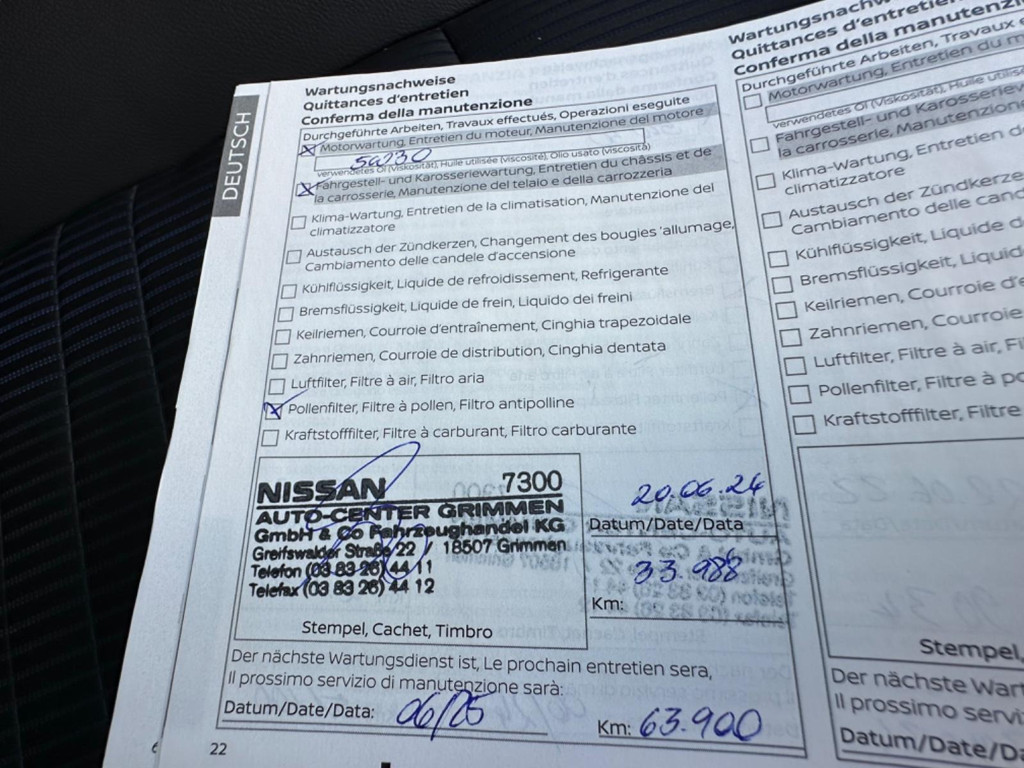 DEUTSCH
Wartungsnachweise
Quittances d'entretien
Conferma della manutenzione
Durchgeführte Arbeiten, Travaux effectués, Operazioni eseguite
Motorwartung, Entretien du moteur, Manutenzione del motore
5W30
verwendetes Öl (Viskosität), Huile utilisée (viscosité), Olio usato (viscosità)
Fahrgestell- und Karosseriewartung, Entretien du châssis et de
la carrosserie, Manutenzione del telaio e della carrozzeria
Klima-Wartung, Entretien de la climatisation, Manutenzione del
climatizzatore
Austausch der Zündkerzen, Changement des bougies 'allumage,
Cambiamento delle candele d'accensione
Kühlflüssigkeit, Liquide de refroidissement, Refrigerante
Bremsflüssigkeit, Liquide de frein, Liquido dei freini
Keilriemen, Courroie d'entraînement, Cinghia trapezoidale
Zahnriemen, Courroie de distribution, Cinghia dentata
Luftfilter, Filtre à air, Filtro aria
Pollenfilter, Filtre à pollen, Filtro antipolline
Kraftstofffilter, Filtre à carburant, Filtro carburante
NISSAN 7300
AUTO-CENTER GRIMMEN
GmbH & Co Fahrzeughandel KG
Greifswalder Straße 22 / 18507 Grimmen
Telefon (03 83 26) 44 11
Telefax (03 83 26) 44 12
Stempel, Cachet, Timbro
20.06.24
Datum/Date/Data
33.988
Km:
Der nächste Wartungsdienst ist, Le prochain entretien sera,
Il prossimo servizio di manutenzione sarà:
Datum/Date/Data: 06/25
Km: 63.900
22
Wartungsnachw
Quittances d'entretien
Conferma della manutenzi
Durchgeführte Arbeiten, Travaux e
Motorwartung, Entretien du m
verwendetes Öl (Viskosität), Huile utilisé
Fahrgestell- und Karosseriew
la carrosserie, Manutenzione
Klima-Wartung, Entretien d
climatizzatore
Austausch der Zündkerze
Cambiamento delle cand
Kühlflüssigkeit, Liquide d
Bremsflüssigkeit, Liquid
Keilriemen, Courroie d'e
Zahnriemen, Courroie
Luftfilter, Filtre à air, Fi
Pollenfilter, Filtre à po
Kraftstofffilter, Filtre
Stempel,
Der nächste Wart
Il prossimo servi
Datum/Date/D